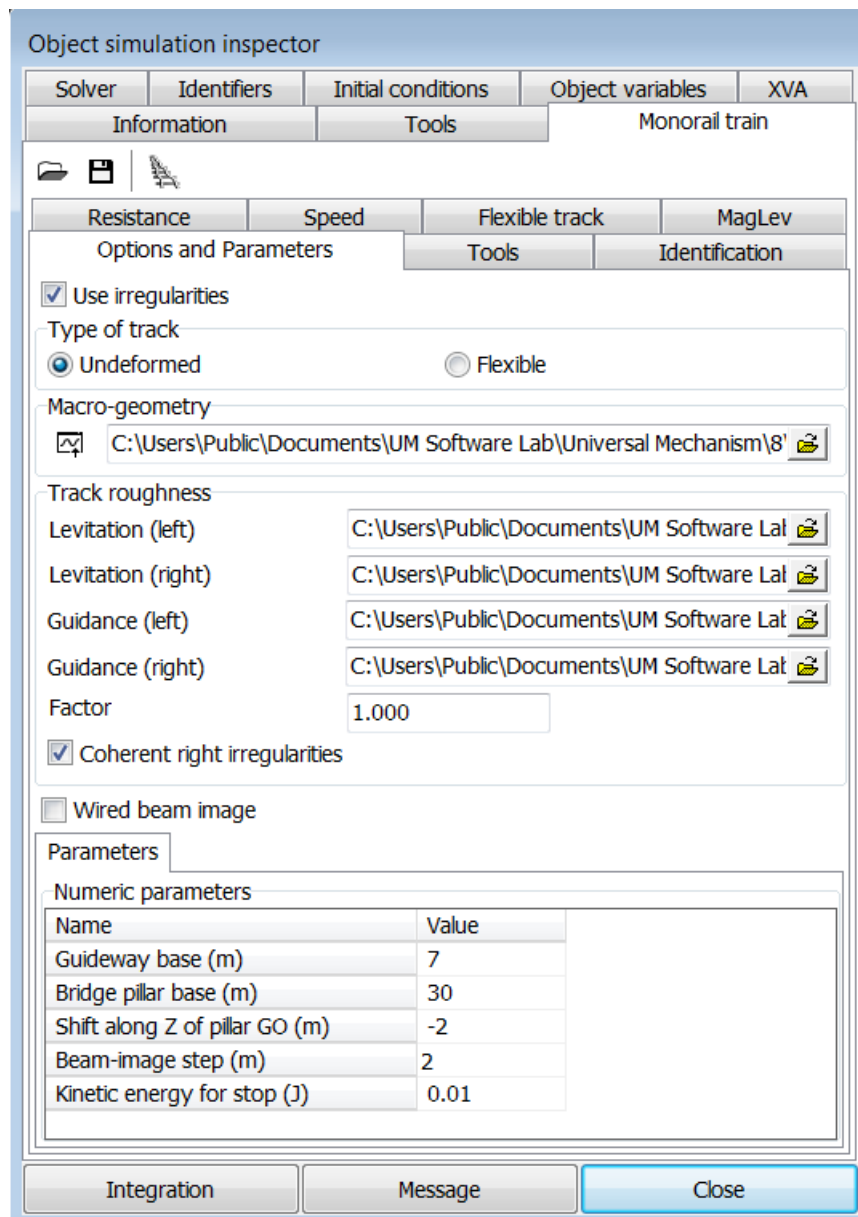 Object simulation inspector
Solver Identifiers Initial conditions Object variables XVA
Information Tools Monorail train
Resistance Speed Flexible track MagLev
Options and Parameters Tools Identification
Use irregularities
Type of track
Undeformed Flexible
Macro-geometry
C:\Users\Public\Documents\UM Software Lab\Universal Mechanism\8'
Track roughness
Levitation (left) C:\Users\Public\Documents\UM Software Lal
Levitation (right) C:\Users\Public\Documents\UM Software Lal
Guidance (left) C:\Users\Public\Documents\UM Software Lal
Guidance (right) C:\Users\Public\Documents\UM Software Lal
Factor 1.000
Coherent right irregularities
Wired beam image
Parameters
Numeric parameters
Name Value
Guideway base (m) 7
Bridge pillar base (m) 30
Shift along Z of pillar GO (m) -2
Beam-image step (m) 2
Kinetic energy for stop (J) 0.01
Integration Message Close